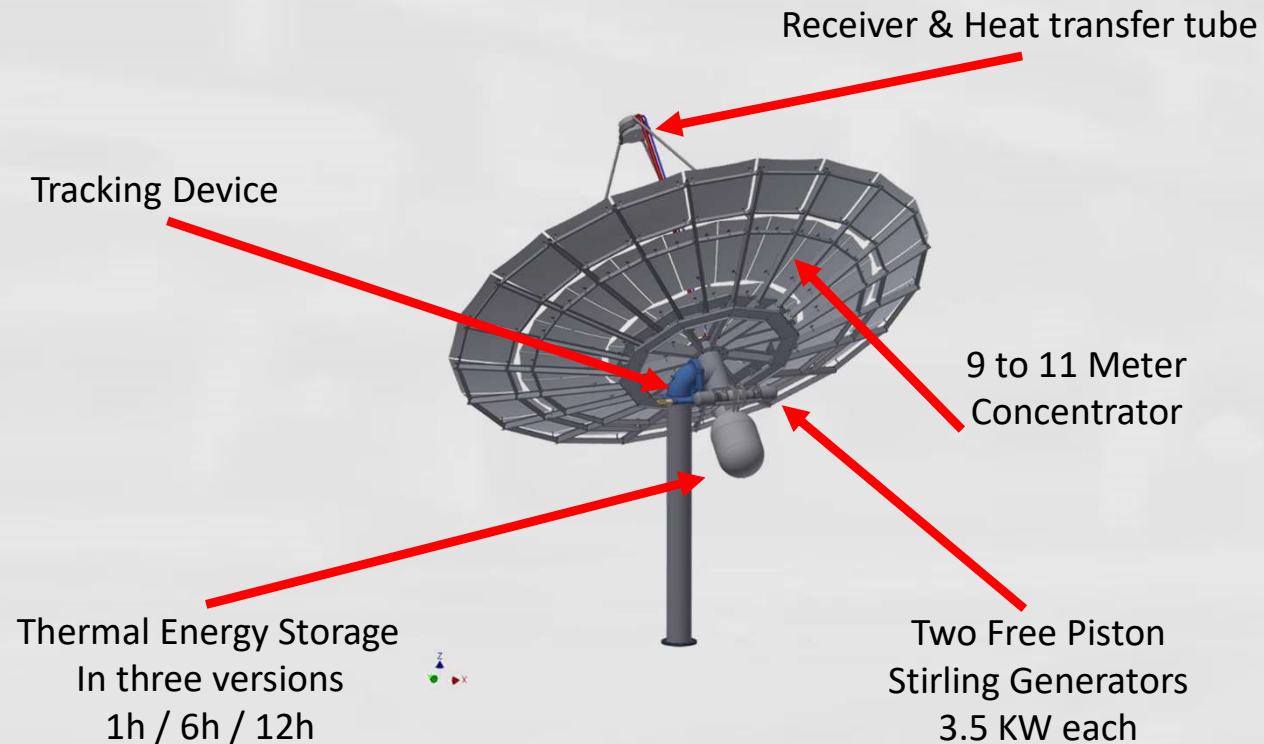 Receiver & Heat transfer tube
Tracking Device
9 to 11 Meter
Concentrator
Thermal Energy Storage
In three versions
1h / 6h / 12h
Two Free Piston
Stirling Generators
3.5 KW each
Z
X